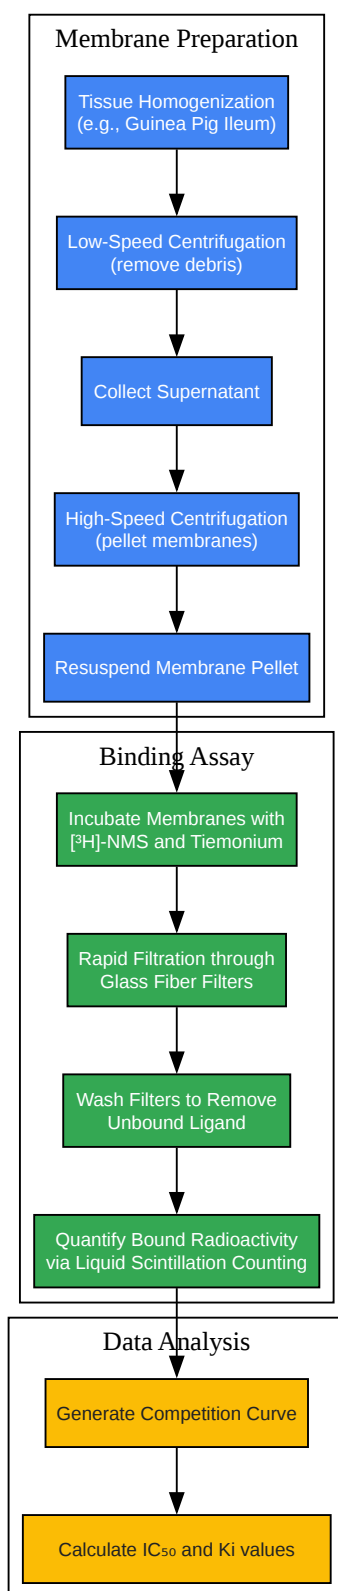 Membrane Preparation
Tissue Homogenization
(e.g., Guinea Pig Ileum)
Low-Speed Centrifugation
(remove debris)
Collect Supernatant
High-Speed Centrifugation
(pellet membranes)
Resuspend Membrane Pellet
Binding Assay
Incubate Membranes with
[³H]-NMS and Tiemonium
Rapid Filtration through
Glass Fiber Filters
Wash Filters to Remove
Unbound Ligand
Quantify Bound Radioactivity
via Liquid Scintillation Counting
Data Analysis
Generate Competition Curve
Calculate IC₅₀ and Ki values